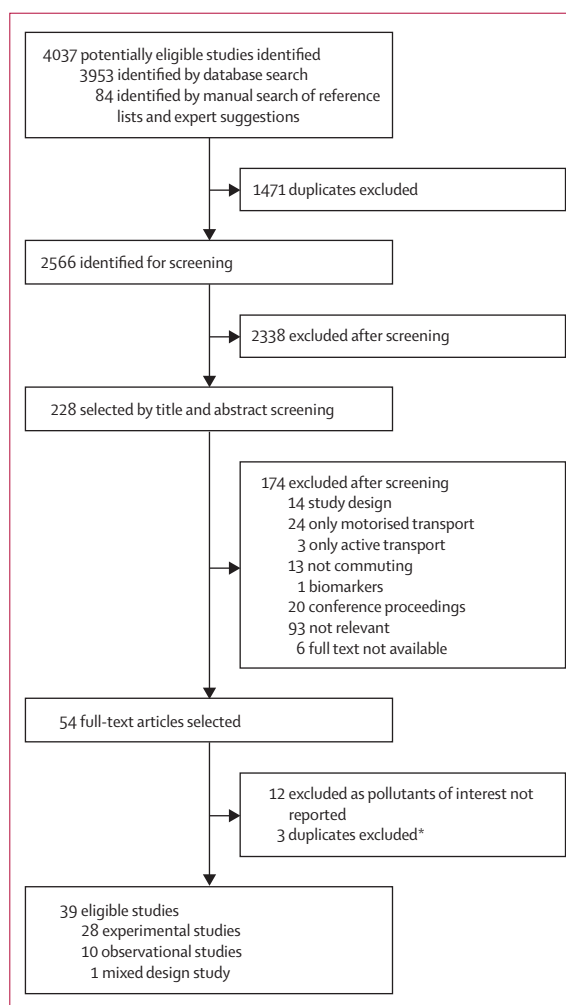 4037 potentially eligible studies identified
3953 identified by database search
84 identified by manual search of reference
lists and expert suggestions
1471 duplicates excluded
2566 identified for screening
2338 excluded after screening
228 selected by title and abstract screening
174 excluded after screening
14 study design
24 only motorised transport
3 only active transport
13 not commuting
1 biomarkers
20 conference proceedings
93 not relevant
6 full text not available
54 full-text articles selected
12 excluded as pollutants of interest not
reported
3 duplicates excluded*
39 eligible studies
28 experimental studies
10 observational studies
1 mixed design study